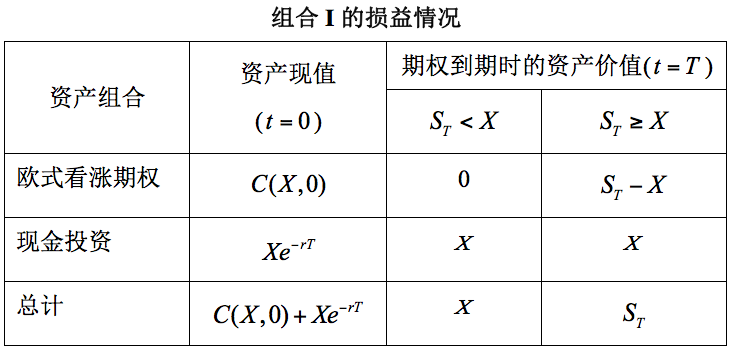 组合 I 的损益情况
资产组合 资产现值 (t = 0) 期权到期时的资产价值(t = T)
S_T < X S_T ≥ X
欧式看涨期权 C(X,0) 0 S_T − X
现金投资 Xe^{−rT} X X
总计 C(X,0) + Xe^{−rT} X S_T